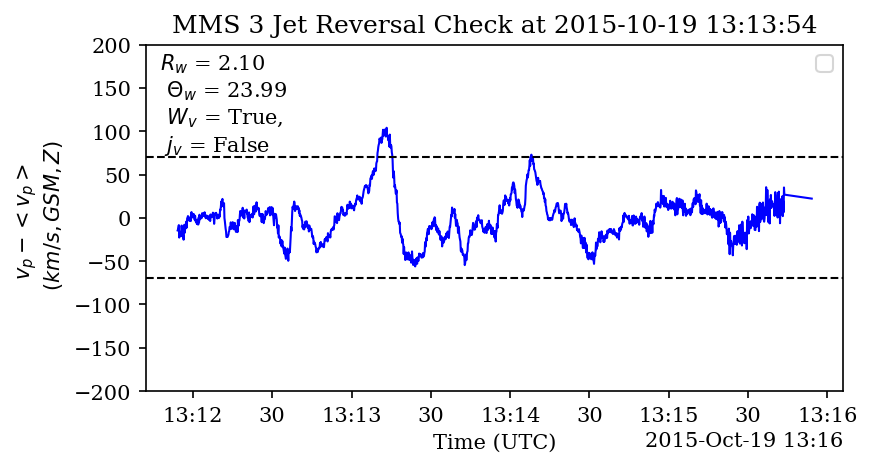 MMS 3 Jet Reversal Check at 2015-10-19 13:13:54
R_w = 2.10
Θ_w = 23.99
W_v = True,
j_v = False
v_p − < v_p >
(km/s, GSM, Z)
200
150
100
50
0
−50
−100
−150
−200
13:12 30 13:13 30 13:14 30 13:15 30 13:16
Time (UTC)
2015-Oct-19 13:16